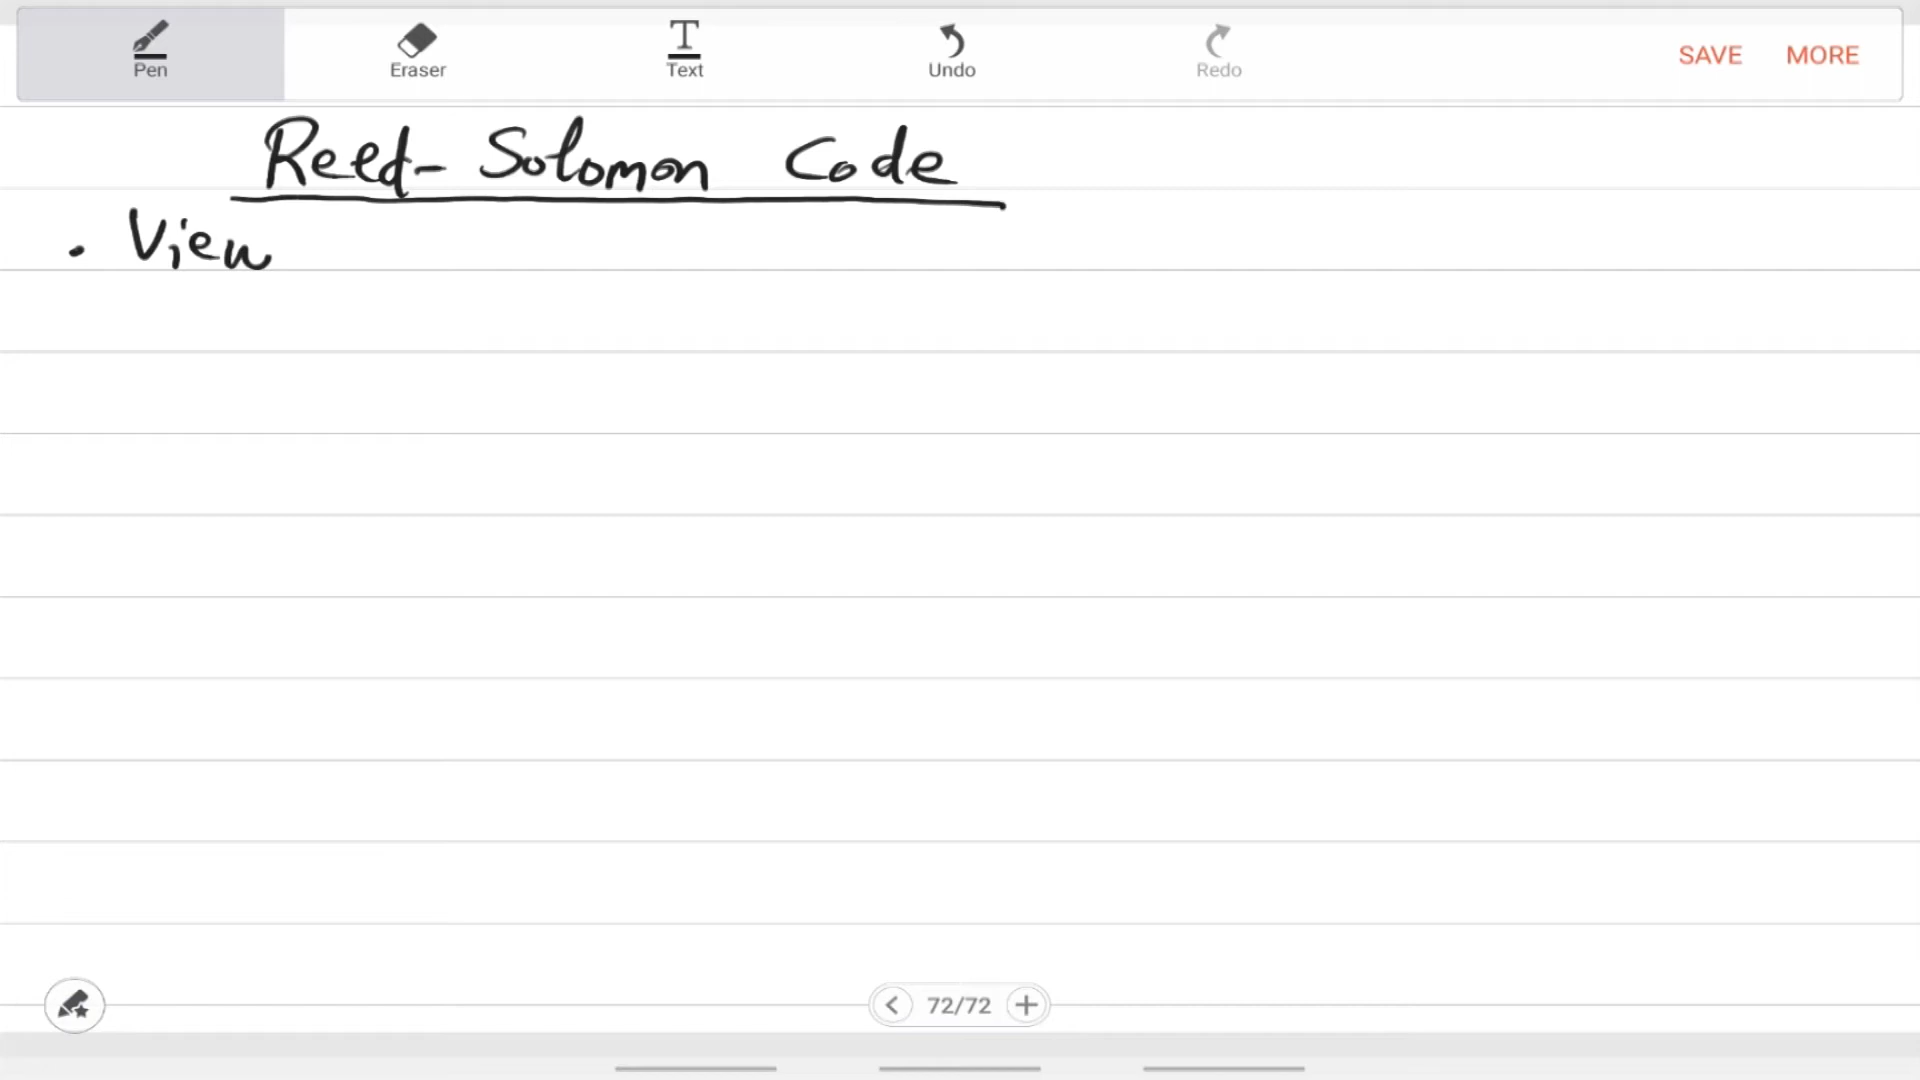 Pen Eraser Text Undo Redo SAVE MORE
Reed-Solomon Code
. View
72/72